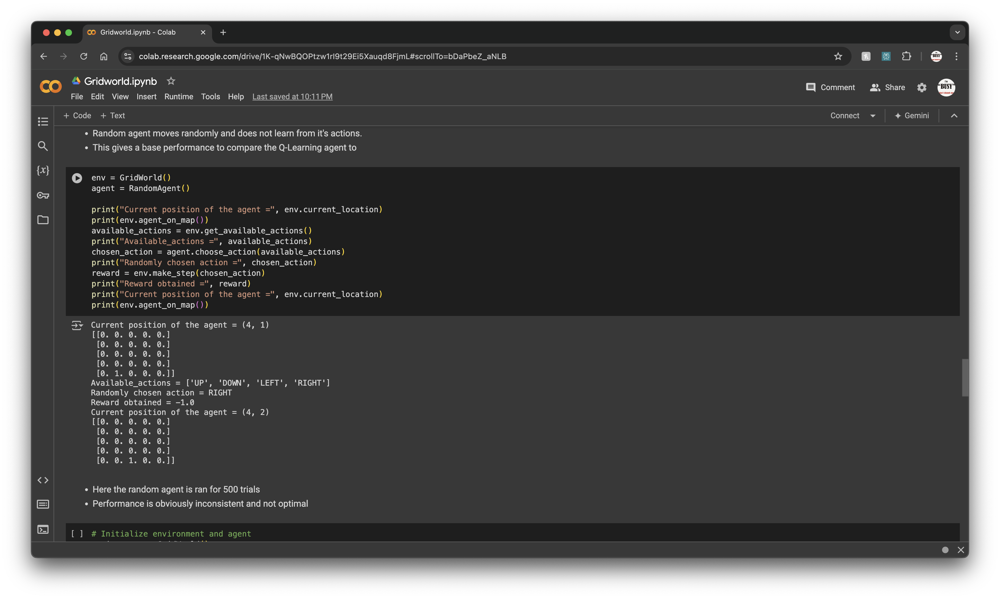 Gridworld.ipynb - Colab
colab.research.google.com/drive/1K-qNwBQOPtzw1rI9t29Ei5Xauqd8FjmL#scrollTo=bDaPbeZ_aNLB
Gridworld.ipynb
File Edit View Insert Runtime Tools Help Last saved at 10:11 PM
Comment Share
I'm
"BUSY"
don't disturb me
+ Code + Text
Connect Gemini
• Random agent moves randomly and does not learn from it's actions.
• This gives a base performance to compare the Q-Learning agent to
{x}
env = GridWorld()
agent = RandomAgent()
print("Current position of the agent =", env.current_location)
print(env.agent_on_map())
available_actions = env.get_available_actions()
print("Available_actions =", available_actions)
chosen_action = agent.choose_action(available_actions)
print("Randomly chosen action =", chosen_action)
reward = env.make_step(chosen_action)
print("Reward obtained =", reward)
print("Current position of the agent =", env.current_location)
print(env.agent_on_map())
Current position of the agent = (4, 1)
[[0. 0. 0. 0. 0.]
[0. 0. 0. 0. 0.]
[0. 0. 0. 0. 0.]
[0. 0. 0. 0. 0.]
[0. 1. 0. 0. 0.]]
Available_actions = ['UP', 'DOWN', 'LEFT', 'RIGHT']
Randomly chosen action = RIGHT
Reward obtained = -1.0
Current position of the agent = (4, 2)
[[0. 0. 0. 0. 0.]
[0. 0. 0. 0. 0.]
[0. 0. 0. 0. 0.]
[0. 0. 0. 0. 0.]
[0. 0. 1. 0. 0.]]
• Here the random agent is ran for 500 trials
• Performance is obviously inconsistent and not optimal
[ ] # Initialize environment and agent